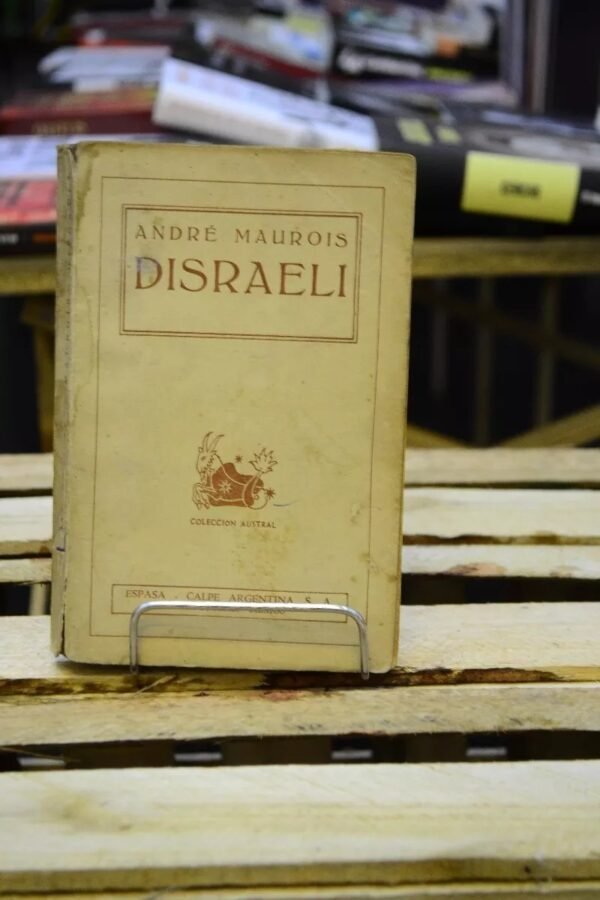 ANDRÉ MAUROIS
DISRAELI
COLECCION AUSTRAL
ESPASA - CALPE ARGENTINA S. A.